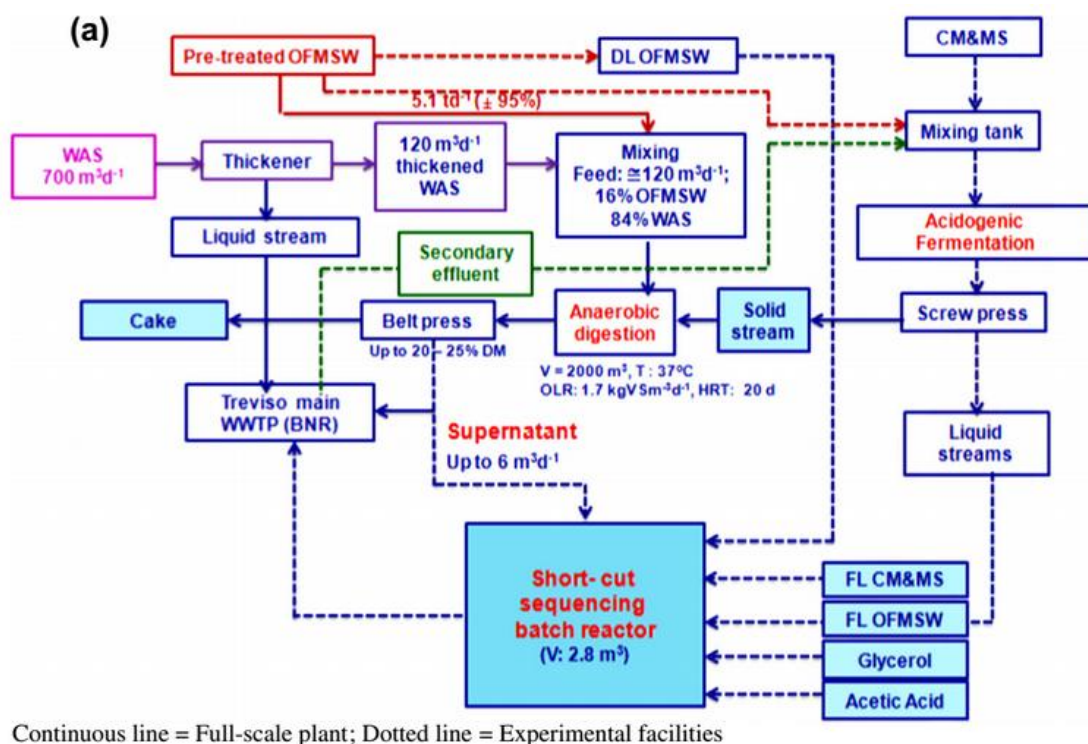 (a)
Pre-treated OFMSW
DL OFMSW
CM&MS
5.1 td⁻¹ (± 95%)
Mixing tank
WAS
700 m³d⁻¹
Thickener
120 m³d⁻¹
thickened
WAS
Mixing
Feed: ≅120 m³d⁻¹;
16% OFMSW
84% WAS
Liquid stream
Acidogenic
Fermentation
Secondary
effluent
Cake
Belt press
Up to 20 – 25% DM
Anaerobic
digestion
Solid
stream
Screw press
V = 2000 m³, T : 37ºC
OLR: 1.7 kgVSm⁻³d⁻¹, HRT: 20 d
Treviso main
WWTP (BNR)
Supernatant
Up to 6 m³d⁻¹
Liquid
streams
Short- cut
sequencing
batch reactor
(V: 2.8 m³)
FL CM&MS
FL OFMSW
Glycerol
Acetic Acid
Continuous line = Full-scale plant; Dotted line = Experimental facilities